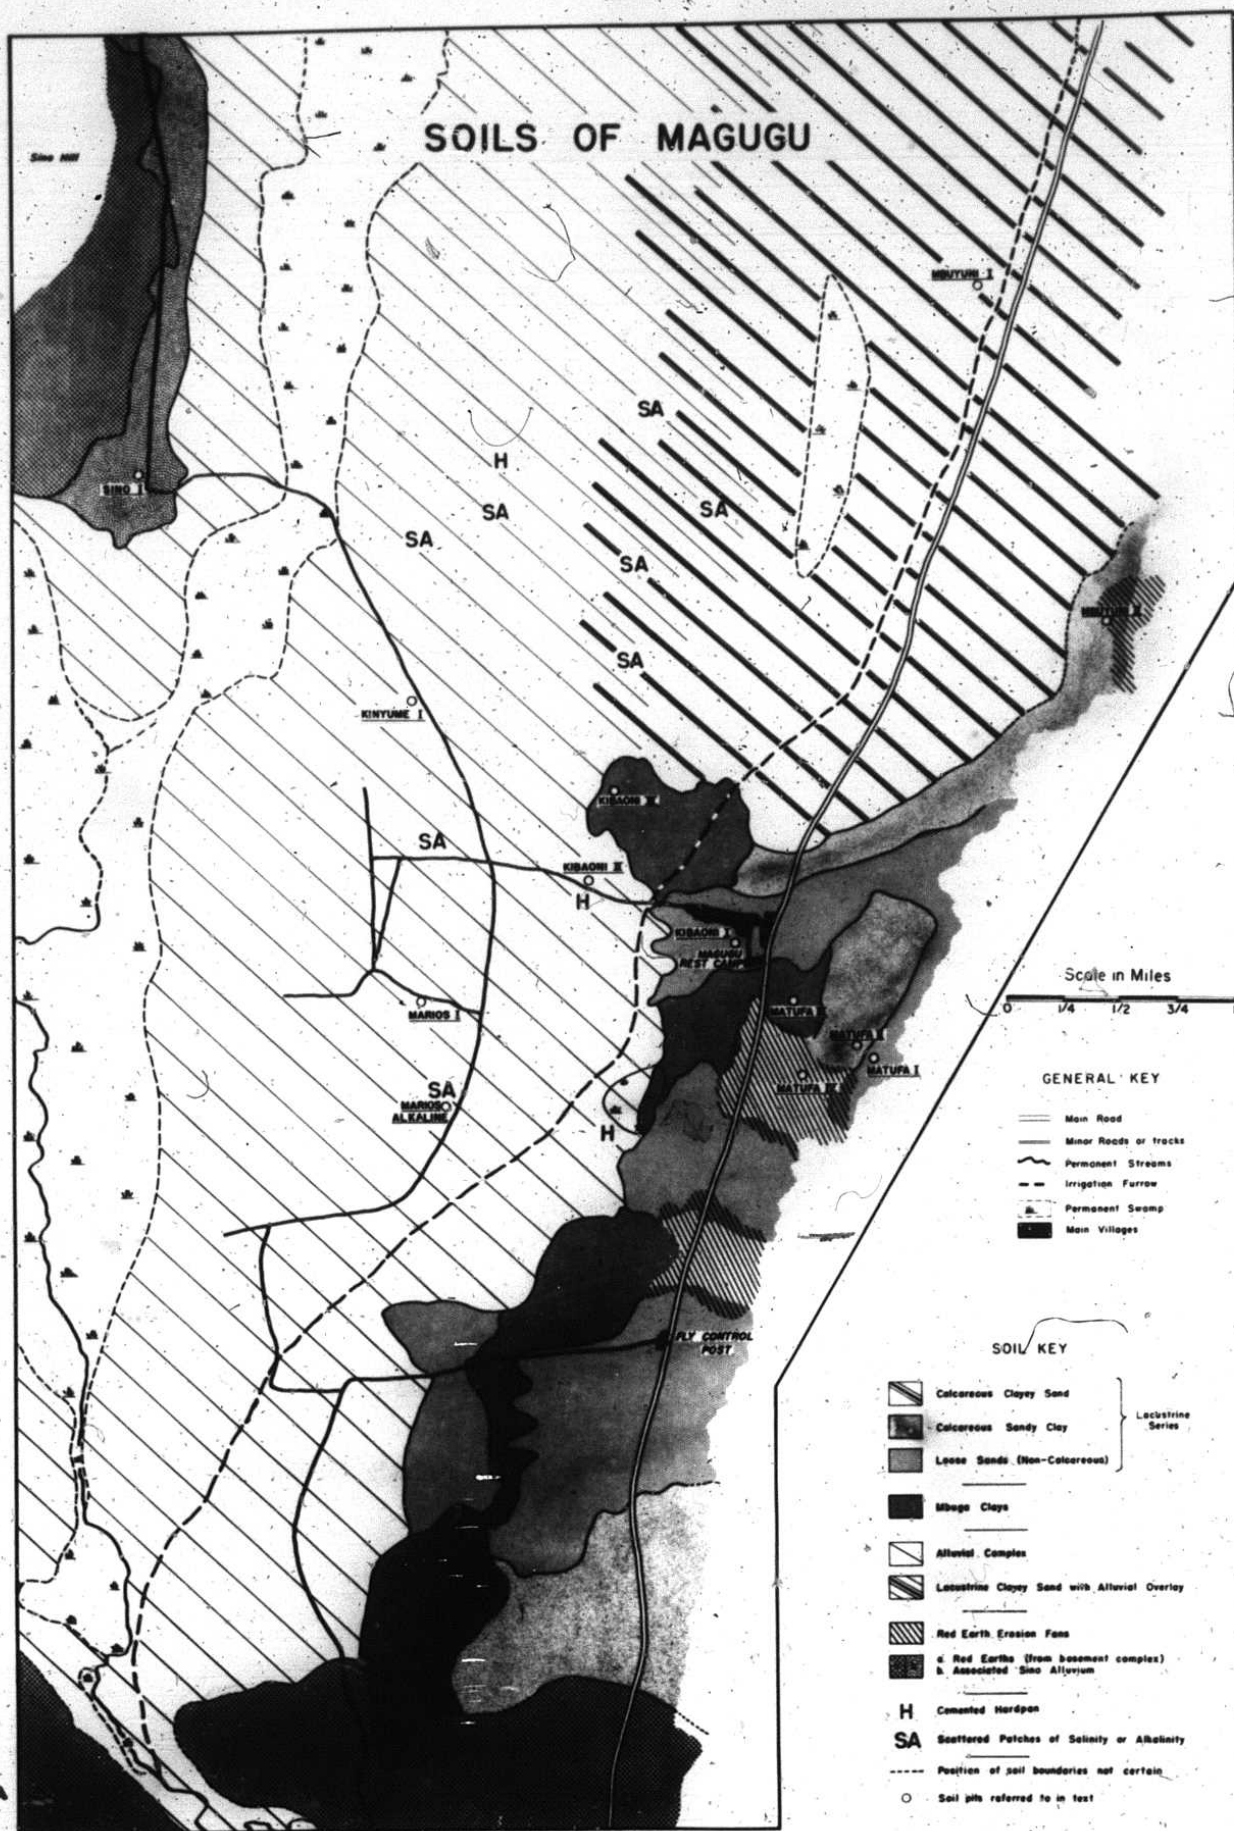 SOILS OF MAGUGU
Sino Hill
MBUYUNI I
SA
H
SA
SA
SA
SINO I
SA
SA
MBUYUNI II
KINYUME I
KIBAONI III
SA
KIBAONI II
H
KIBAONI I
MAGUGU
REST CAMP
Scale in Miles
0 1/4 1/2 3/4
MARIOS I
MATUFA
MATUFA II
MATUFA I
MATUFA IV
SA
MARIOS
ALKALINE
H
GENERAL KEY
Main Road
Minor Roads or tracks
Permanent Streams
Irrigation Furrow
Permanent Swamp
Main Villages
FLY CONTROL
POST
SOIL KEY
Calcareous Clayey Sand
Calcareous Sandy Clay
Loose Sands (Non-Calcareous)
Lacustrine
Series
Mbuga Clays
Alluvial Complex
Lacustrine Clayey Sand with Alluvial Overlay
Red Earth Erosion Fans
a. Red Earths (from basement complex)
b. Associated Sino Alluvium
H Cemented Hardpan
SA Scattered Patches of Salinity or Alkalinity
Position of soil boundaries not certain
Soil pits referred to in text